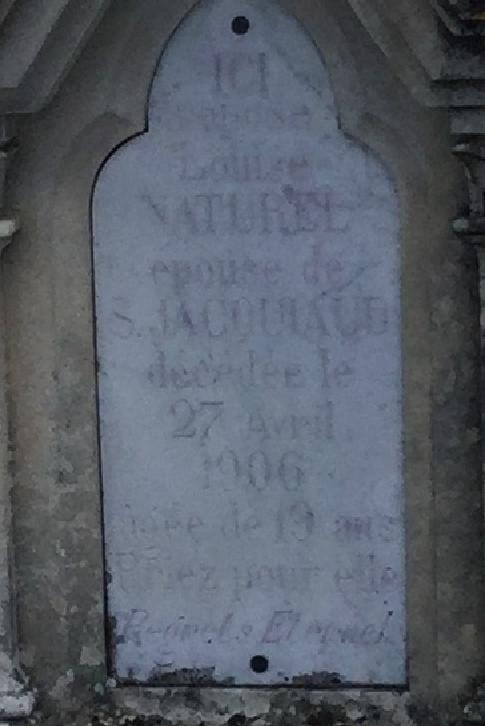 ICI
repose
Louise
NATUREL
épouse de
S. JACQUIAUD
décédée le
27 Avril
1906
âgée de 19 ans
Priez pour elle
Regrets Eternels